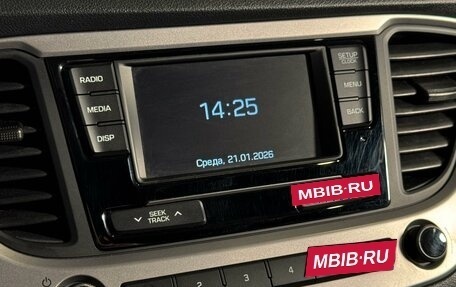 RADIO
MEDIA
DISP
14:25
Среда, 21.01.2026
SETUP
CLOCK
MENU
BACK
SEEK
TRACK
MBIB.RU
1 2 3 4
MBIB.RU